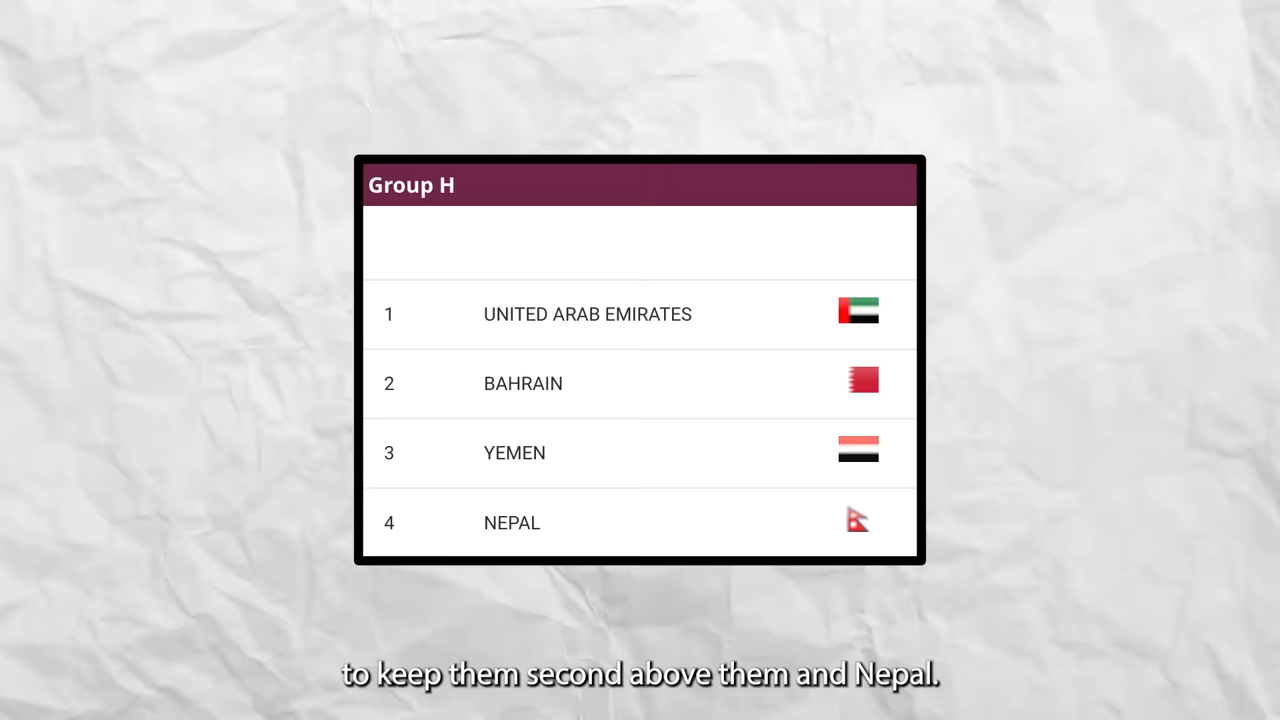 Group H
1 UNITED ARAB EMIRATES
2 BAHRAIN
3 YEMEN
4 NEPAL
to keep them second above them and Nepal.